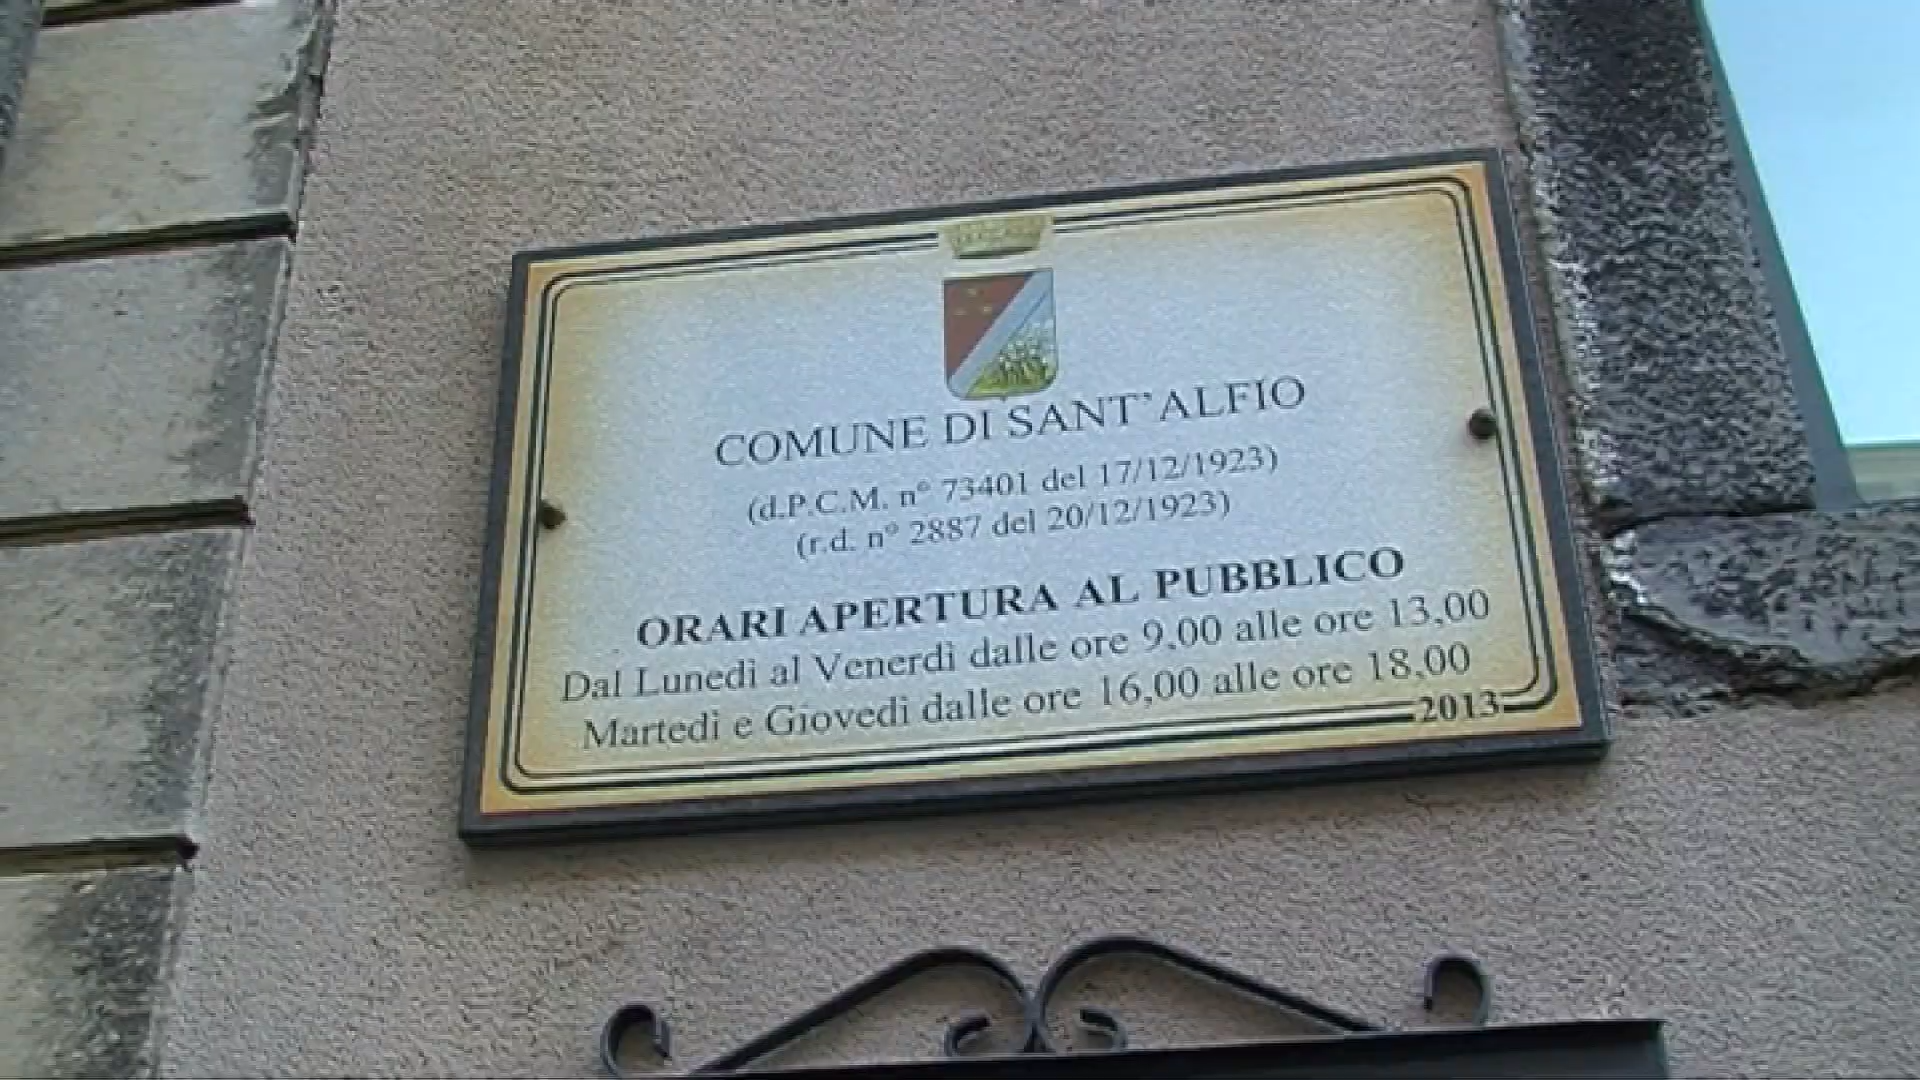 COMUNE DI SANT'ALFIO
(d.P.C.M. n° 73401 del 17/12/1923)
(r.d. n° 2887 del 20/12/1923)
ORARI APERTURA AL PUBBLICO
Dal Lunedì al Venerdì dalle ore 9,00 alle ore 13,00
Martedì e Giovedì dalle ore 16,00 alle ore 18,00
2013